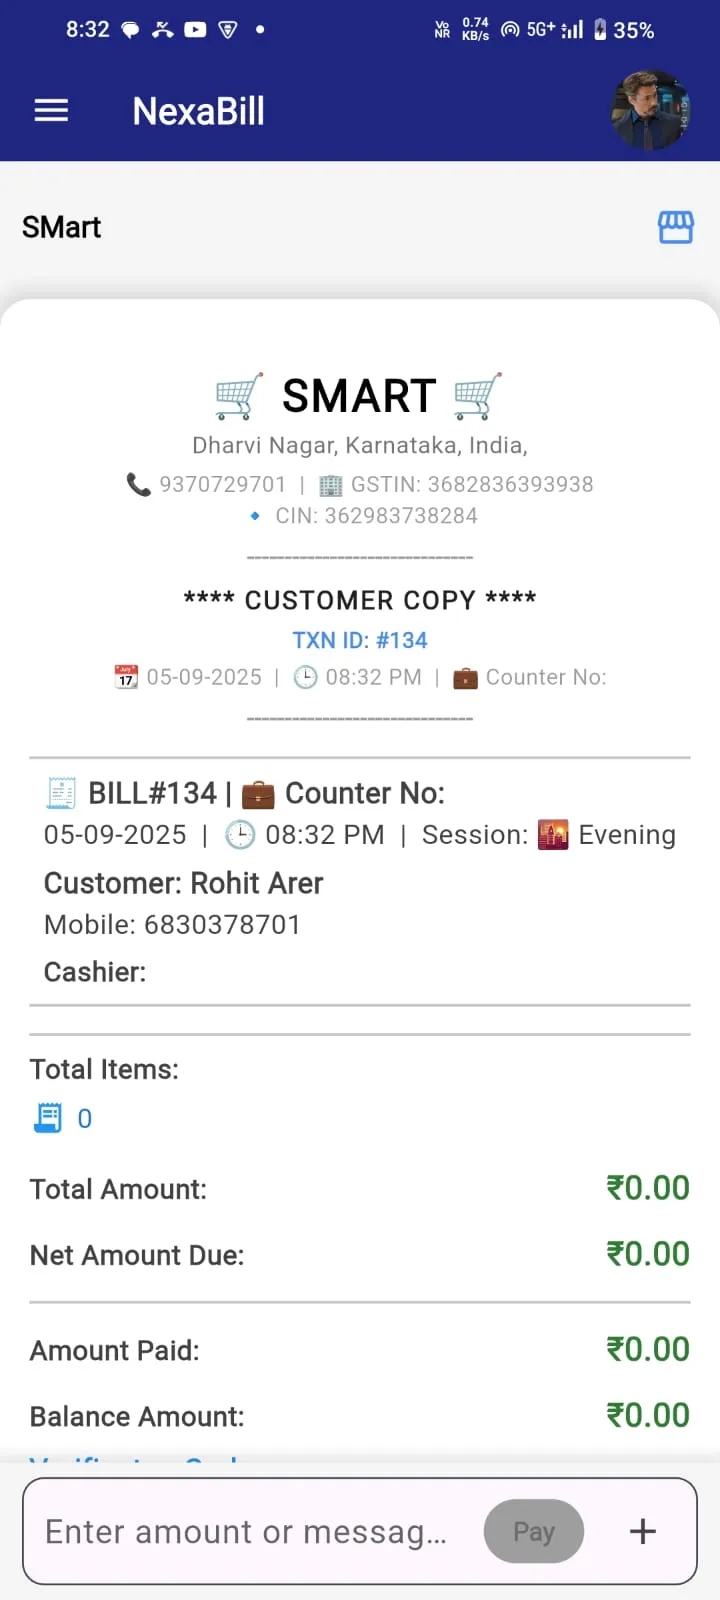 8:32
Vo NR 0.74 KB/s 5G+ 35%
NexaBill
SMart
SMART
Dharvi Nagar, Karnataka, India,
9370729701 | GSTIN: 3682836393938
CIN: 362983738284
------------------------------
**** CUSTOMER COPY ****
TXN ID: #134
05-09-2025 | 08:32 PM | Counter No:
------------------------------
BILL#134 | Counter No:
05-09-2025 | 08:32 PM | Session: Evening
Customer: Rohit Arer
Mobile: 6830378701
Cashier:
Total Items:
0
Total Amount: ₹0.00
Net Amount Due: ₹0.00
Amount Paid: ₹0.00
Balance Amount: ₹0.00
Enter amount or messag... Pay +